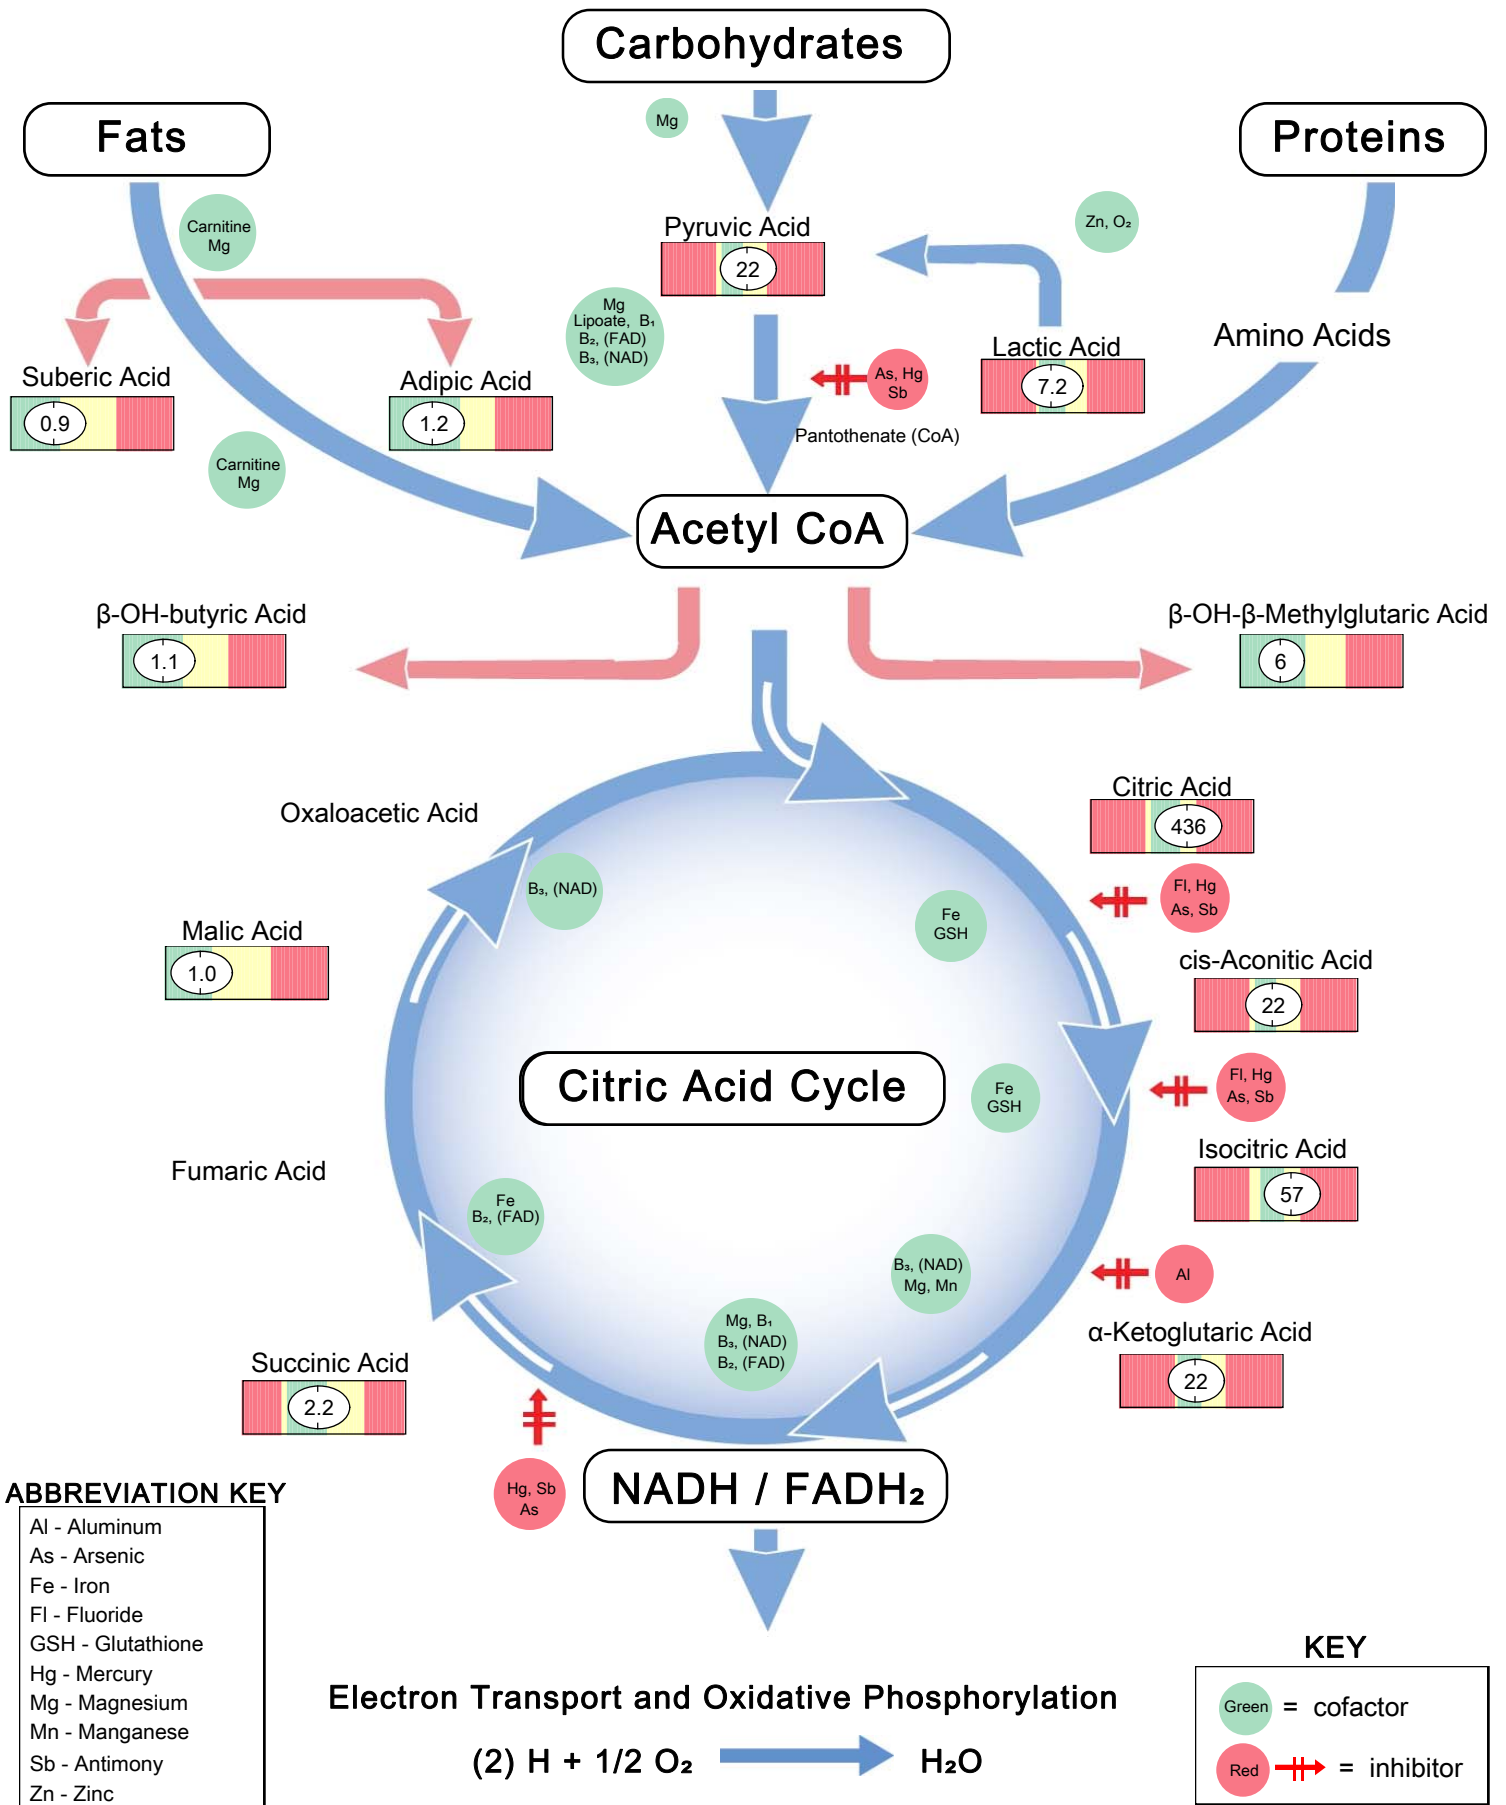 Carbohydrates
Fats
Proteins
Mg
Carnitine
Mg
Zn, O₂
Pyruvic Acid
22
Mg
Lipoate, B₁
B₂, (FAD)
B₃, (NAD)
Lactic Acid
7.2
Amino Acids
As, Hg
Sb
Suberic Acid
0.9
Adipic Acid
1.2
Pantothenate (CoA)
Carnitine
Mg
Acetyl CoA
β-OH-butyric Acid
1.1
β-OH-β-Methylglutaric Acid
6
Citric Acid
436
Oxaloacetic Acid
B₃, (NAD)
Fl, Hg
As, Sb
Fe
GSH
Malic Acid
1.0
cis-Aconitic Acid
22
Citric Acid Cycle
Fe
GSH
Fl, Hg
As, Sb
Isocitric Acid
57
Fumaric Acid
Fe
B₂, (FAD)
B₃, (NAD)
Mg, Mn
Al
Mg, B₁
B₃, (NAD)
B₂, (FAD)
α-Ketoglutaric Acid
22
Succinic Acid
2.2
Hg, Sb
As
NADH / FADH₂
ABBREVIATION KEY
Al - Aluminum
As - Arsenic
Fe - Iron
Fl - Fluoride
GSH - Glutathione
Hg - Mercury
Mg - Magnesium
Mn - Manganese
Sb - Antimony
Zn - Zinc
Electron Transport and Oxidative Phosphorylation
(2) H + 1/2 O₂ H₂O
KEY
Green = cofactor
Red = inhibitor